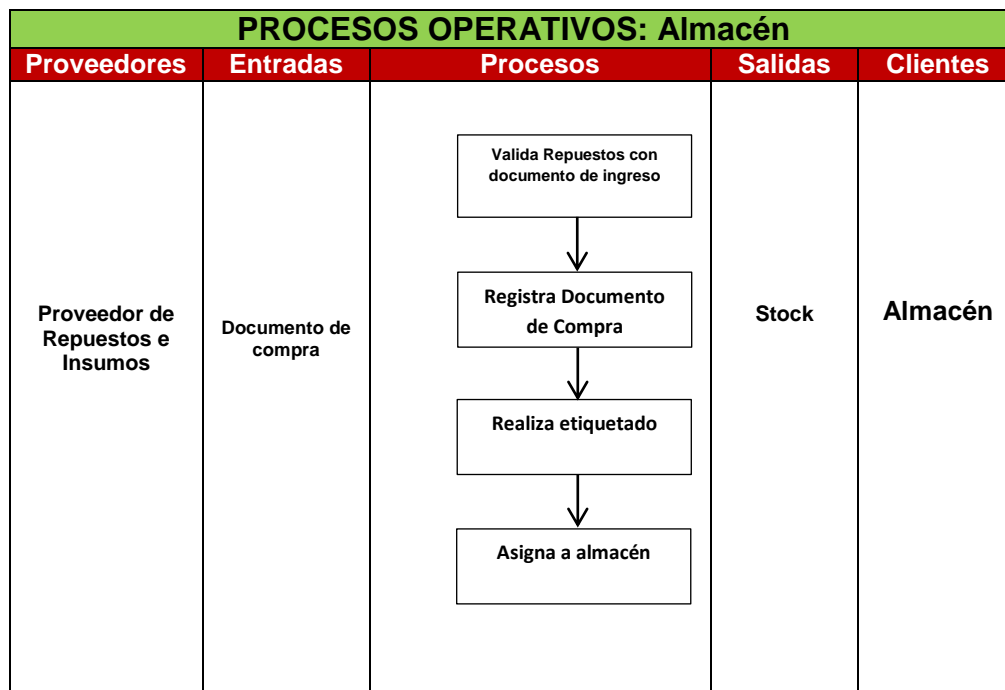 PROCESOS OPERATIVOS: Almacén
Proveedores
Entradas
Procesos
Salidas
Clientes
Proveedor de
Repuestos e
Insumos
Documento de
compra
Valida Repuestos con
documento de ingreso
Registra Documento
de Compra
Realiza etiquetado
Asigna a almacén
Stock
Almacén